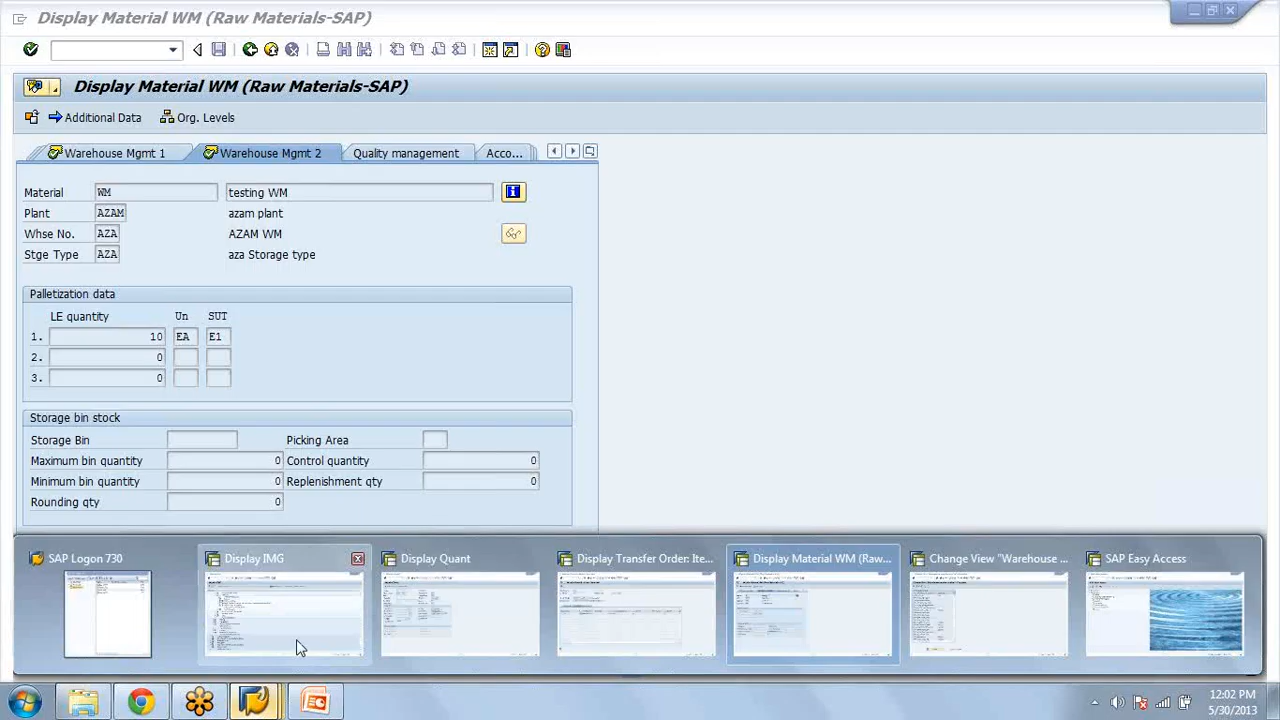 Display Material WM (Raw Materials-SAP)
Display Material WM (Raw Materials-SAP)
Additional Data Org. Levels
Warehouse Mgmt 1 Warehouse Mgmt 2 Quality management Acco...
Material WM testing WM
Plant AZAM azam plant
Whse No. AZA AZAM WM
Stge Type AZA aza Storage type
Palletization data
LE quantity Un SUT
1. 10 EA E1
2. 0
3. 0
Storage bin stock
Storage Bin Picking Area
Maximum bin quantity 0 Control quantity 0
Minimum bin quantity 0 Replenishment qty 0
Rounding qty 0
SAP Logon 730 Display IMG Display Quant Display Transfer Order: Ite... Display Material WM (Raw... Change View "Warehouse ... SAP Easy Access
12:02 PM
5/30/2013